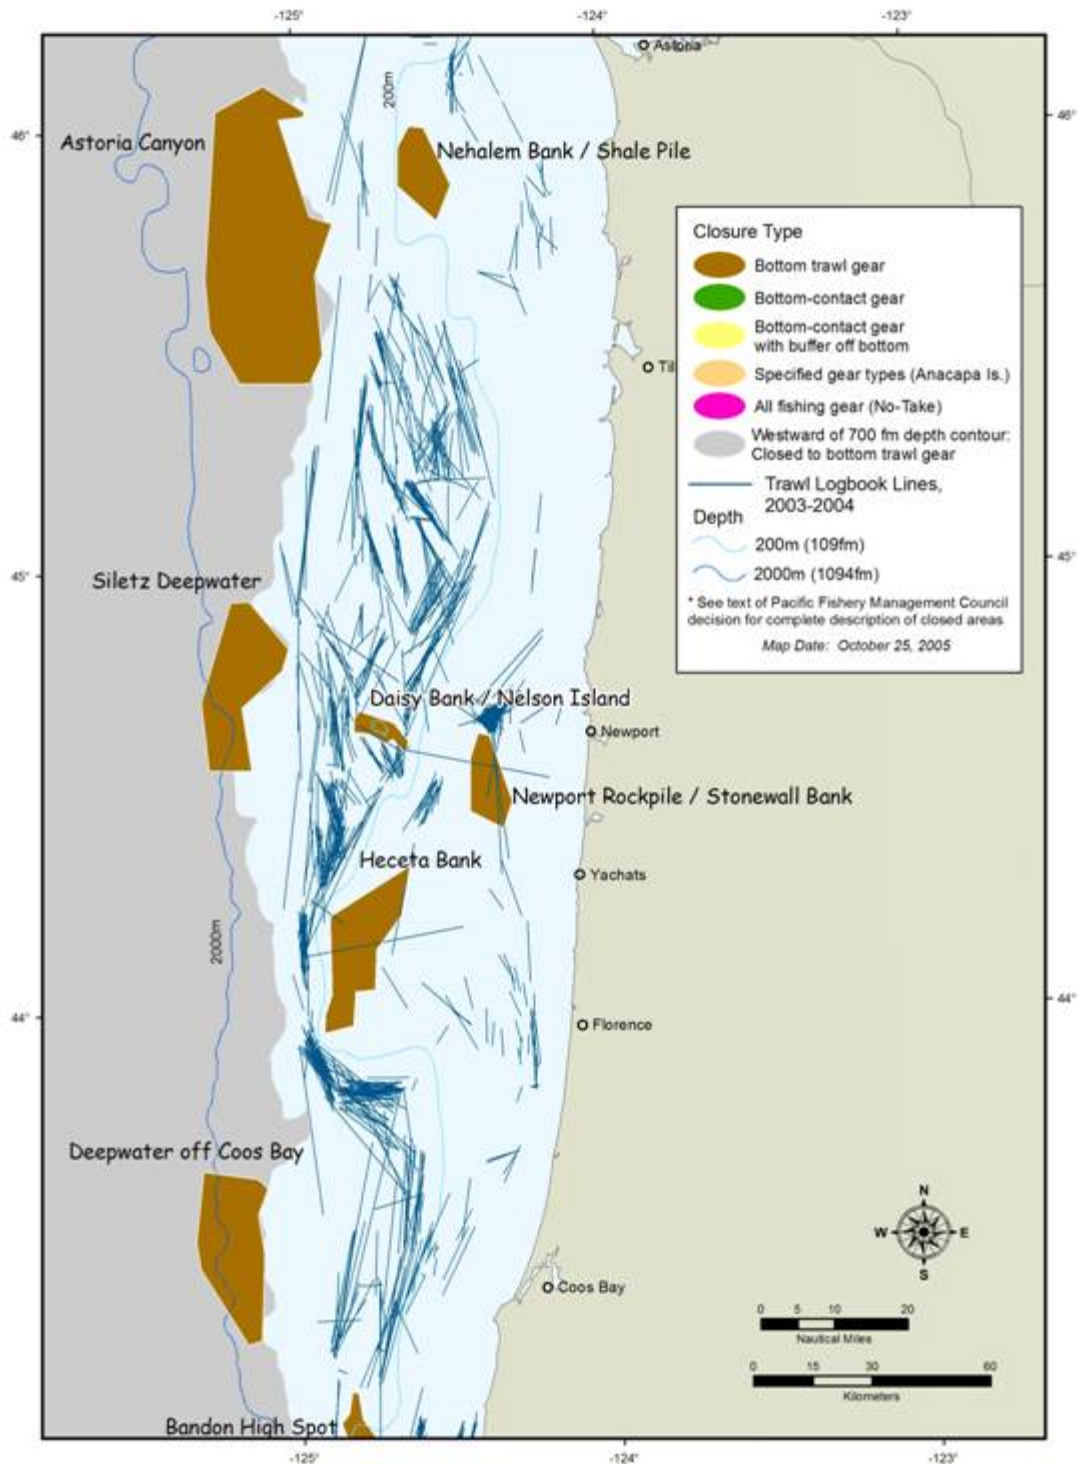 -125°
-124°
-123°
Astoria
200m
46°
46°
Astoria Canyon
Nehalem Bank / Shale Pile
Closure Type
Bottom trawl gear
Bottom-contact gear
Bottom-contact gear
with buffer off bottom
Til
Specified gear types (Anacapa Is.)
All fishing gear (No-Take)
Westward of 700 fm depth contour:
Closed to bottom trawl gear
Trawl Logbook Lines,
2003-2004
Depth
200m (109fm)
2000m (1094fm)
* See text of Pacific Fishery Management Council
decision for complete description of closed areas
Map Date: October 25, 2005
45°
45°
Siletz Deepwater
Daisy Bank / Nelson Island
Newport
Newport Rockpile / Stonewall Bank
Heceta Bank
Yachats
2000m
44°
44°
Florence
Deepwater off Coos Bay
N
W
E
S
Coos Bay
0 5 10 20
Nautical Miles
0 15 30 60
Kilometers
Bandon High Spot
-125°
-124°
-123°